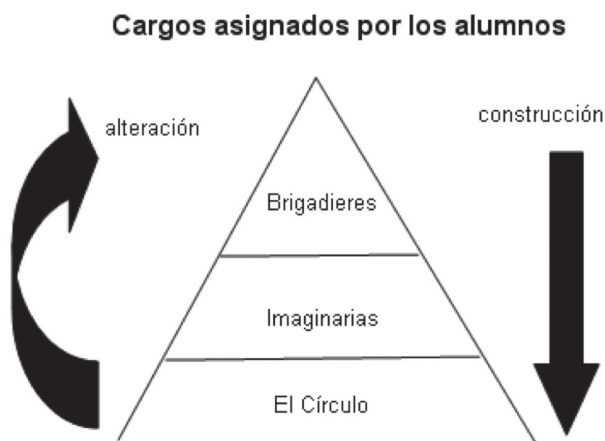 Cargos asignados por los alumnos
alteración
construcción
Brigadieres
Imaginarias
El Círculo